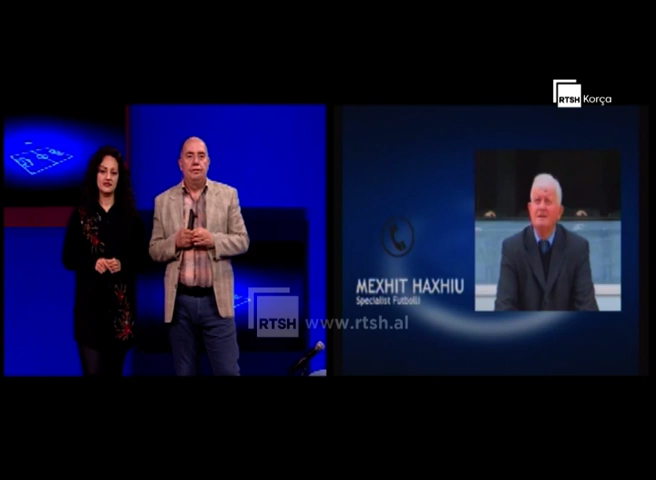 RTSH Korça
MEXHIT HAXHIU
Specialist Futbolli
RTSH www.rtsh.al